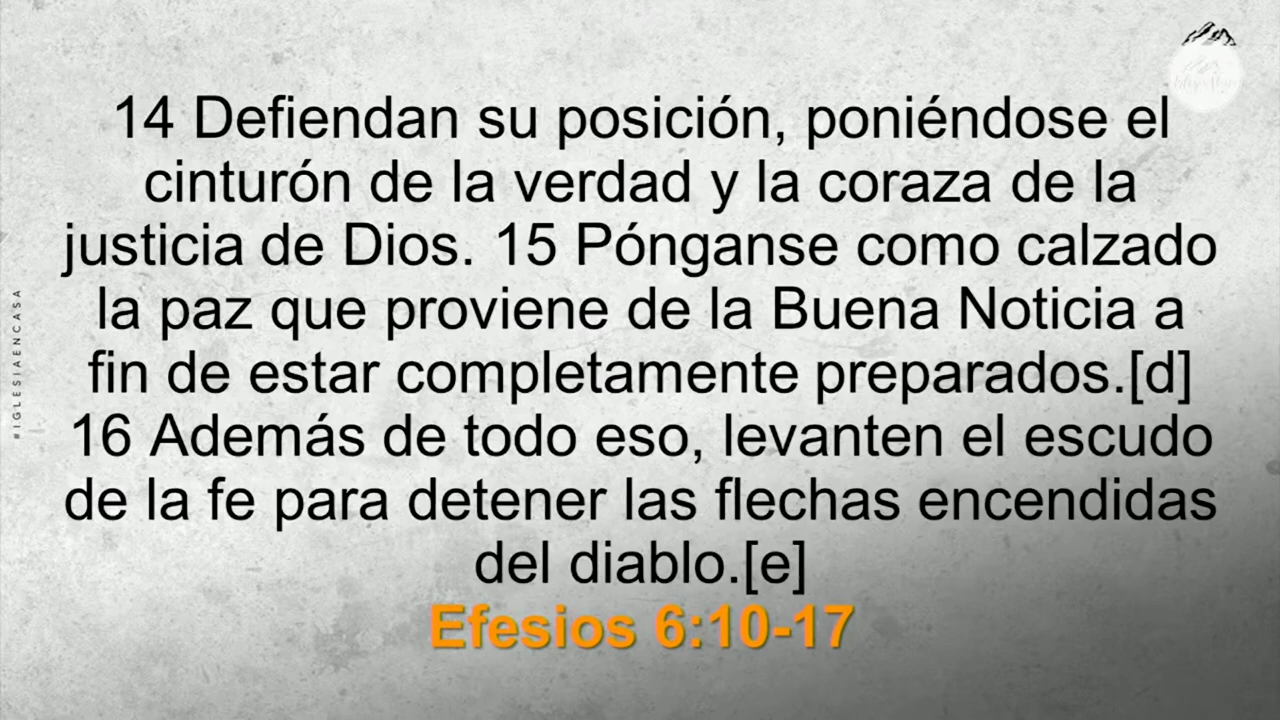 14 Defiendan su posición, poniéndose el
cinturón de la verdad y la coraza de la
justicia de Dios. 15 Pónganse como calzado
la paz que proviene de la Buena Noticia a
fin de estar completamente preparados.[d]
16 Además de todo eso, levanten el escudo
de la fe para detener las flechas encendidas
del diablo.[e]
Efesios 6:10-17
#IGLESIAENCASA